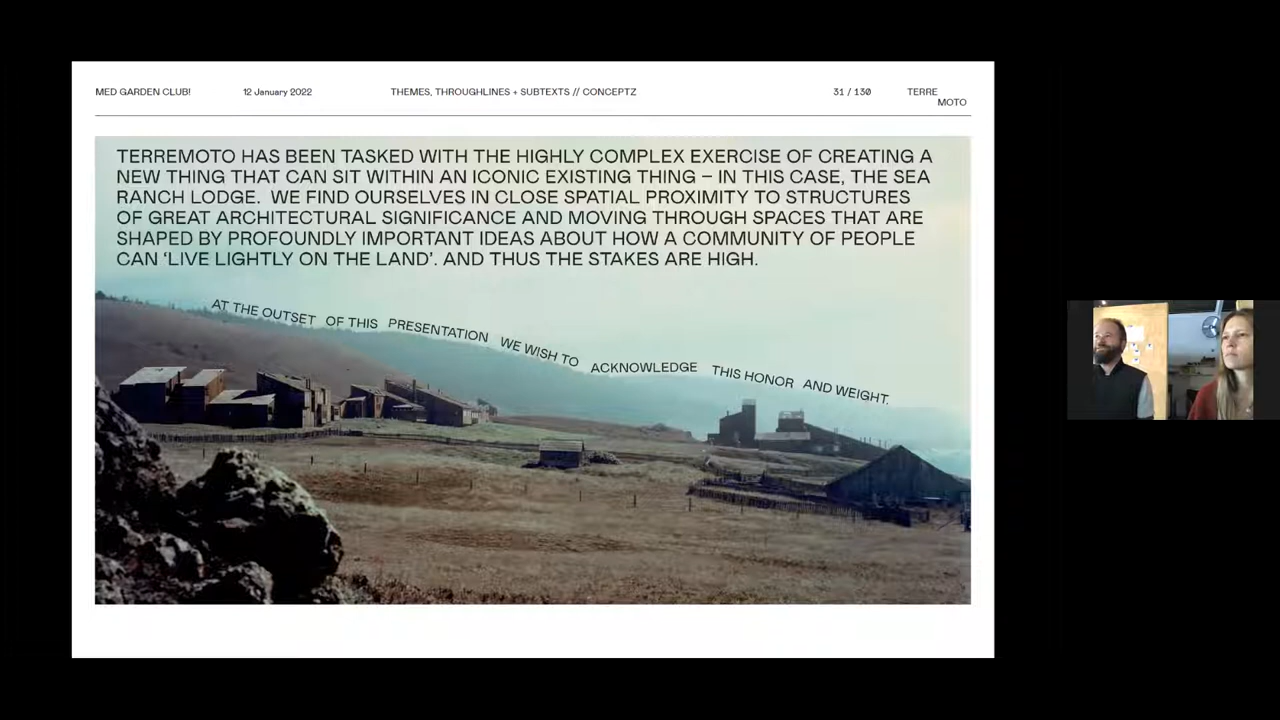 MED GARDEN CLUB!
12 January 2022
THEMES, THROUGHLINES + SUBTEXTS // CONCEPTZ
31 / 130
TERRE
MOTO
TERREMOTO HAS BEEN TASKED WITH THE HIGHLY COMPLEX EXERCISE OF CREATING A
NEW THING THAT CAN SIT WITHIN AN ICONIC EXISTING THING – IN THIS CASE, THE SEA
RANCH LODGE. WE FIND OURSELVES IN CLOSE SPATIAL PROXIMITY TO STRUCTURES
OF GREAT ARCHITECTURAL SIGNIFICANCE AND MOVING THROUGH SPACES THAT ARE
SHAPED BY PROFOUNDLY IMPORTANT IDEAS ABOUT HOW A COMMUNITY OF PEOPLE
CAN ‘LIVE LIGHTLY ON THE LAND’. AND THUS THE STAKES ARE HIGH.
AT THE OUTSET OF THIS PRESENTATION WE WISH TO ACKNOWLEDGE THIS HONOR AND WEIGHT.